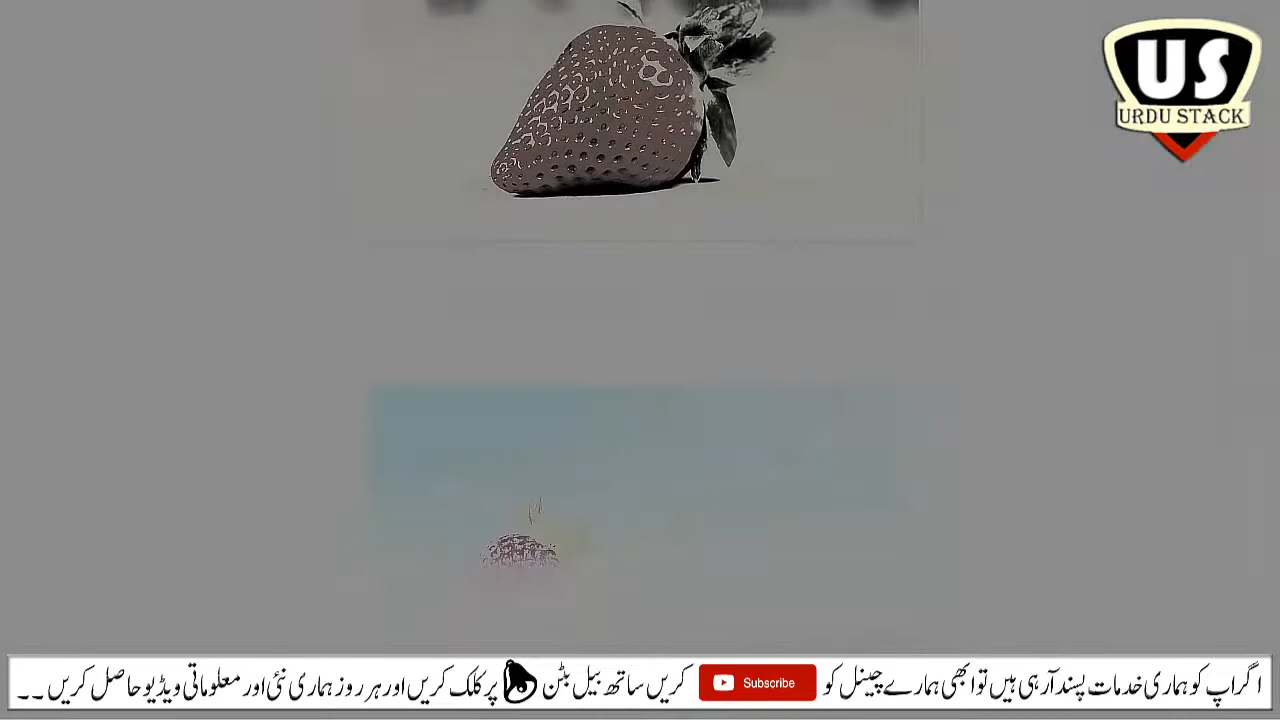 US
URDU STACK
اگر اپ کو ہماری خدمات پسند آرہی ہیں تو ابھی ہمارے چینل کو Subscribe کریں ساتھ بیل بٹن پر کلک کریں اور ہر روز ہماری نئی اور معلوماتی ویڈیو حاصل کریں ۔۔